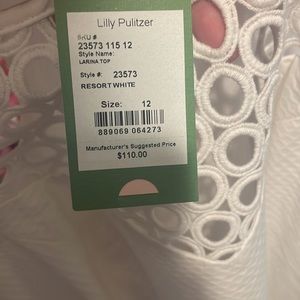 Lilly Pulitzer
SKU #
23573 115 12
Style Name:
LARINA TOP
Style #: 23573
RESORT WHITE
Size: 12
889069 064273
Manufacturer's Suggested Price
$110.00